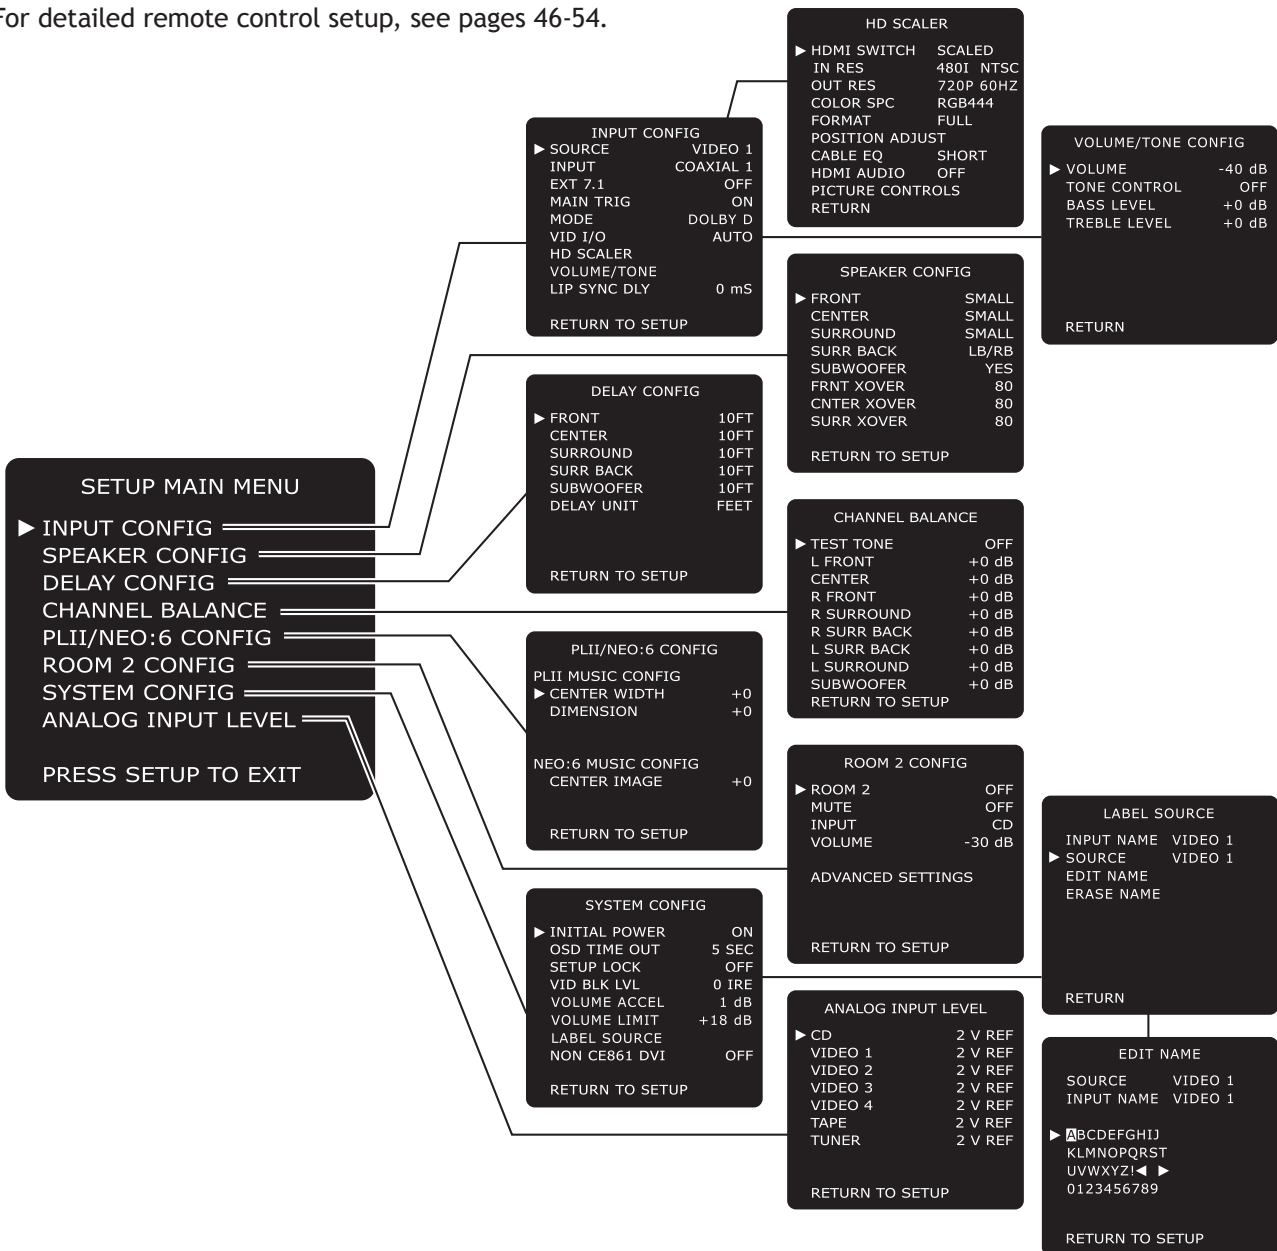 For detailed remote control setup, see pages 46-54.
HD SCALER
▶ HDMI SWITCH SCALED
IN RES 480I NTSC
OUT RES 720P 60HZ
COLOR SPC RGB444
FORMAT FULL
POSITION ADJUST
CABLE EQ SHORT
HDMI AUDIO OFF
PICTURE CONTROLS
RETURN
INPUT CONFIG
▶ SOURCE VIDEO 1
INPUT COAXIAL 1
EXT 7.1 OFF
MAIN TRIG ON
MODE DOLBY D
VID I/O AUTO
HD SCALER
VOLUME/TONE
LIP SYNC DLY 0 mS
RETURN TO SETUP
VOLUME/TONE CONFIG
▶ VOLUME -40 dB
TONE CONTROL OFF
BASS LEVEL +0 dB
TREBLE LEVEL +0 dB
RETURN
SPEAKER CONFIG
▶ FRONT SMALL
CENTER SMALL
SURROUND SMALL
SURR BACK LB/RB
SUBWOOFER YES
FRNT XOVER 80
CNTER XOVER 80
SURR XOVER 80
RETURN TO SETUP
DELAY CONFIG
▶ FRONT 10FT
CENTER 10FT
SURROUND 10FT
SURR BACK 10FT
SUBWOOFER 10FT
DELAY UNIT FEET
RETURN TO SETUP
SETUP MAIN MENU
▶ INPUT CONFIG
SPEAKER CONFIG
DELAY CONFIG
CHANNEL BALANCE
PLII/NEO:6 CONFIG
ROOM 2 CONFIG
SYSTEM CONFIG
ANALOG INPUT LEVEL
PRESS SETUP TO EXIT
CHANNEL BALANCE
▶ TEST TONE OFF
L FRONT +0 dB
CENTER +0 dB
R FRONT +0 dB
R SURROUND +0 dB
R SURR BACK +0 dB
L SURR BACK +0 dB
L SURROUND +0 dB
SUBWOOFER +0 dB
RETURN TO SETUP
PLII/NEO:6 CONFIG
PLII MUSIC CONFIG
▶ CENTER WIDTH +0
DIMENSION +0
NEO:6 MUSIC CONFIG
CENTER IMAGE +0
RETURN TO SETUP
ROOM 2 CONFIG
▶ ROOM 2 OFF
MUTE OFF
INPUT CD
VOLUME -30 dB
ADVANCED SETTINGS
RETURN TO SETUP
LABEL SOURCE
INPUT NAME VIDEO 1
▶ SOURCE VIDEO 1
EDIT NAME
ERASE NAME
RETURN
SYSTEM CONFIG
▶ INITIAL POWER ON
OSD TIME OUT 5 SEC
SETUP LOCK OFF
VID BLK LVL 0 IRE
VOLUME ACCEL 1 dB
VOLUME LIMIT +18 dB
LABEL SOURCE
NON CE861 DVI OFF
RETURN TO SETUP
ANALOG INPUT LEVEL
▶ CD 2 V REF
VIDEO 1 2 V REF
VIDEO 2 2 V REF
VIDEO 3 2 V REF
VIDEO 4 2 V REF
TAPE 2 V REF
TUNER 2 V REF
RETURN TO SETUP
EDIT NAME
SOURCE VIDEO 1
INPUT NAME VIDEO 1
▶ ABCDEFGHIJ
KLMNOPQRST
UVWXYZ!◀ ▶
0123456789
RETURN TO SETUP